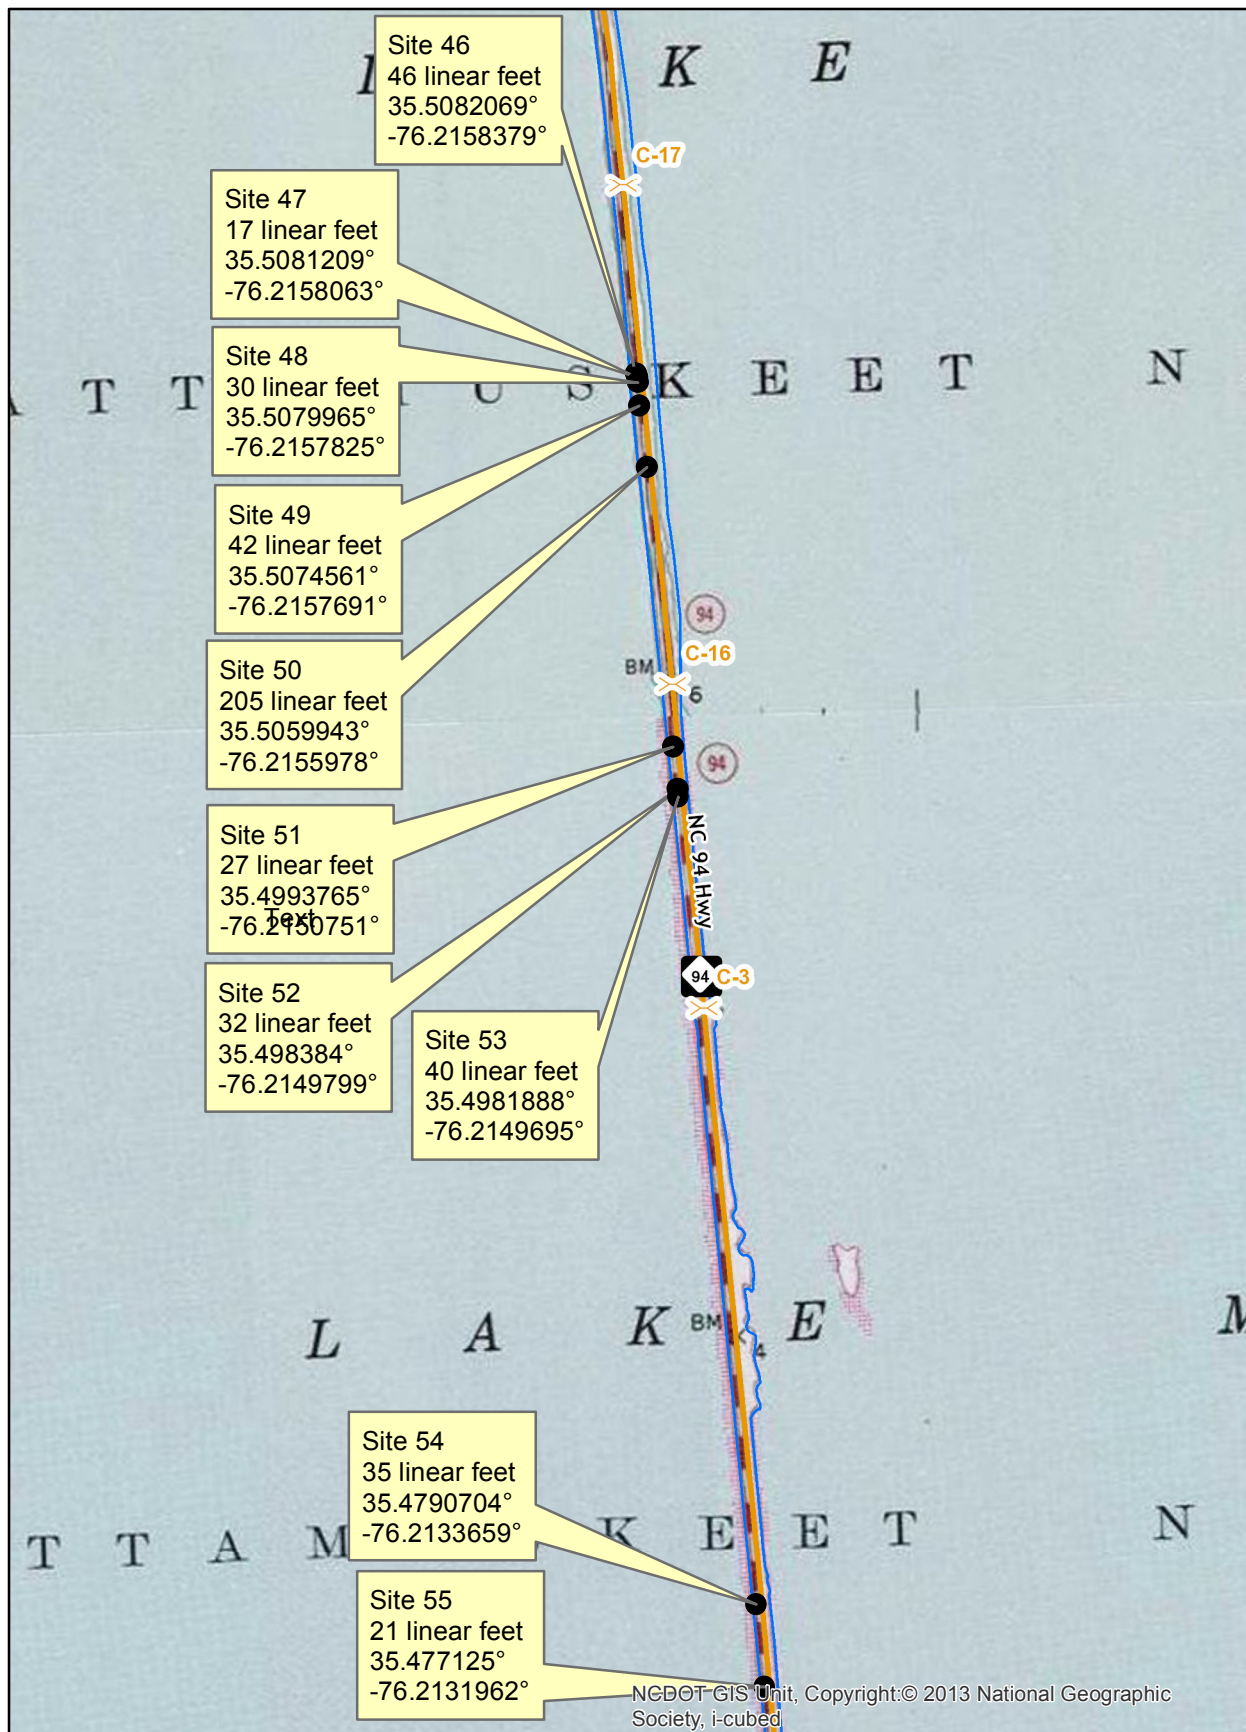 Site 46
46 linear feet
35.5082069°
-76.2158379°
K E
C-17
Site 47
17 linear feet
35.5081209°
-76.2158063°
Site 48
30 linear feet
35.5079965°
-76.2157825°
T T U S K E E T N
Site 49
42 linear feet
35.5074561°
-76.2157691°
94
C-16
BM
6
Site 50
205 linear feet
35.5059943°
-76.2155978°
94
Site 51
27 linear feet
35.4993765°
-76.2150751°
Text
NC 94 Hwy
94
C-3
Site 52
32 linear feet
35.498384°
-76.2149799°
Site 53
40 linear feet
35.4981888°
-76.2149695°
L A K E M
BM
4
Site 54
35 linear feet
35.4790704°
-76.2133659°
T T A M K E E T N
Site 55
21 linear feet
35.477125°
-76.2131962°
NCDOT GIS Unit, Copyright:© 2013 National Geographic
Society, i-cubed